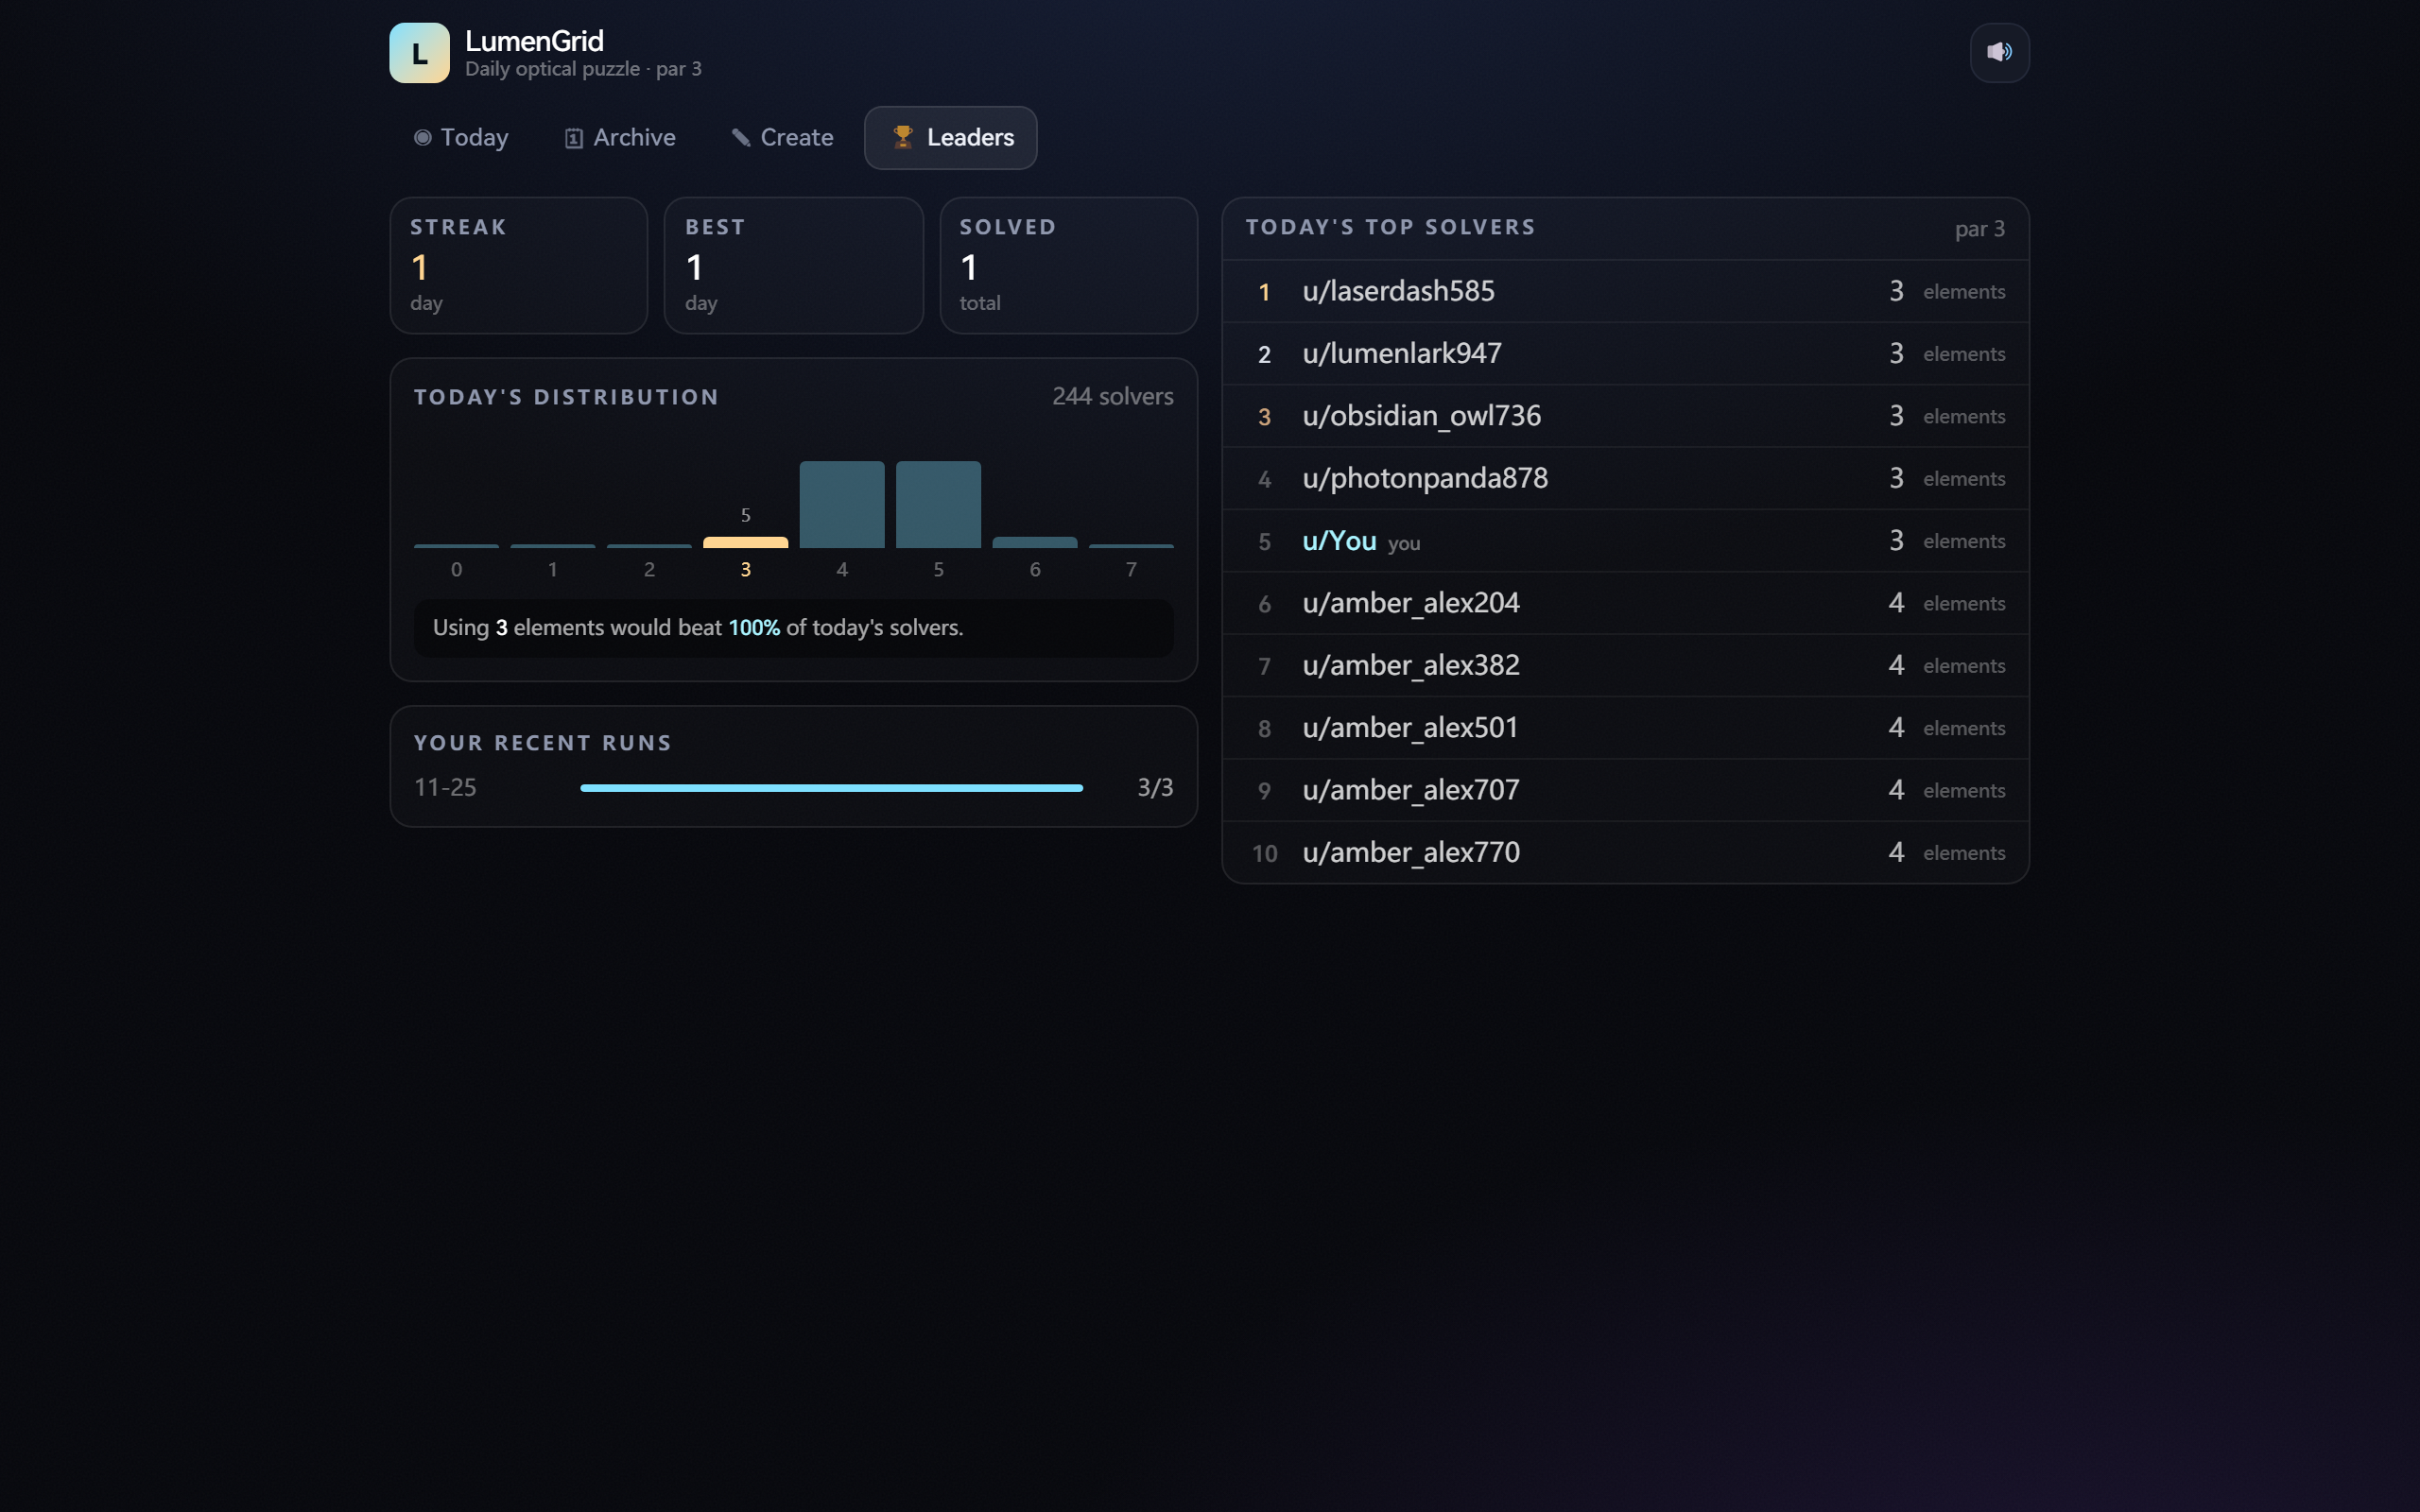 L
LumenGrid
Daily optical puzzle · par 3
Today
Archive
Create
Leaders
STREAK
1
day
BEST
1
day
SOLVED
1
total
TODAY'S DISTRIBUTION
244 solvers
5
0 1 2 3 4 5 6 7
Using 3 elements would beat 100% of today's solvers.
YOUR RECENT RUNS
11-25 3/3
TODAY'S TOP SOLVERS par 3
1 u/laserdash585 3 elements
2 u/lumenlark947 3 elements
3 u/obsidian_owl736 3 elements
4 u/photonpanda878 3 elements
5 u/You you 3 elements
6 u/amber_alex204 4 elements
7 u/amber_alex382 4 elements
8 u/amber_alex501 4 elements
9 u/amber_alex707 4 elements
10 u/amber_alex770 4 elements